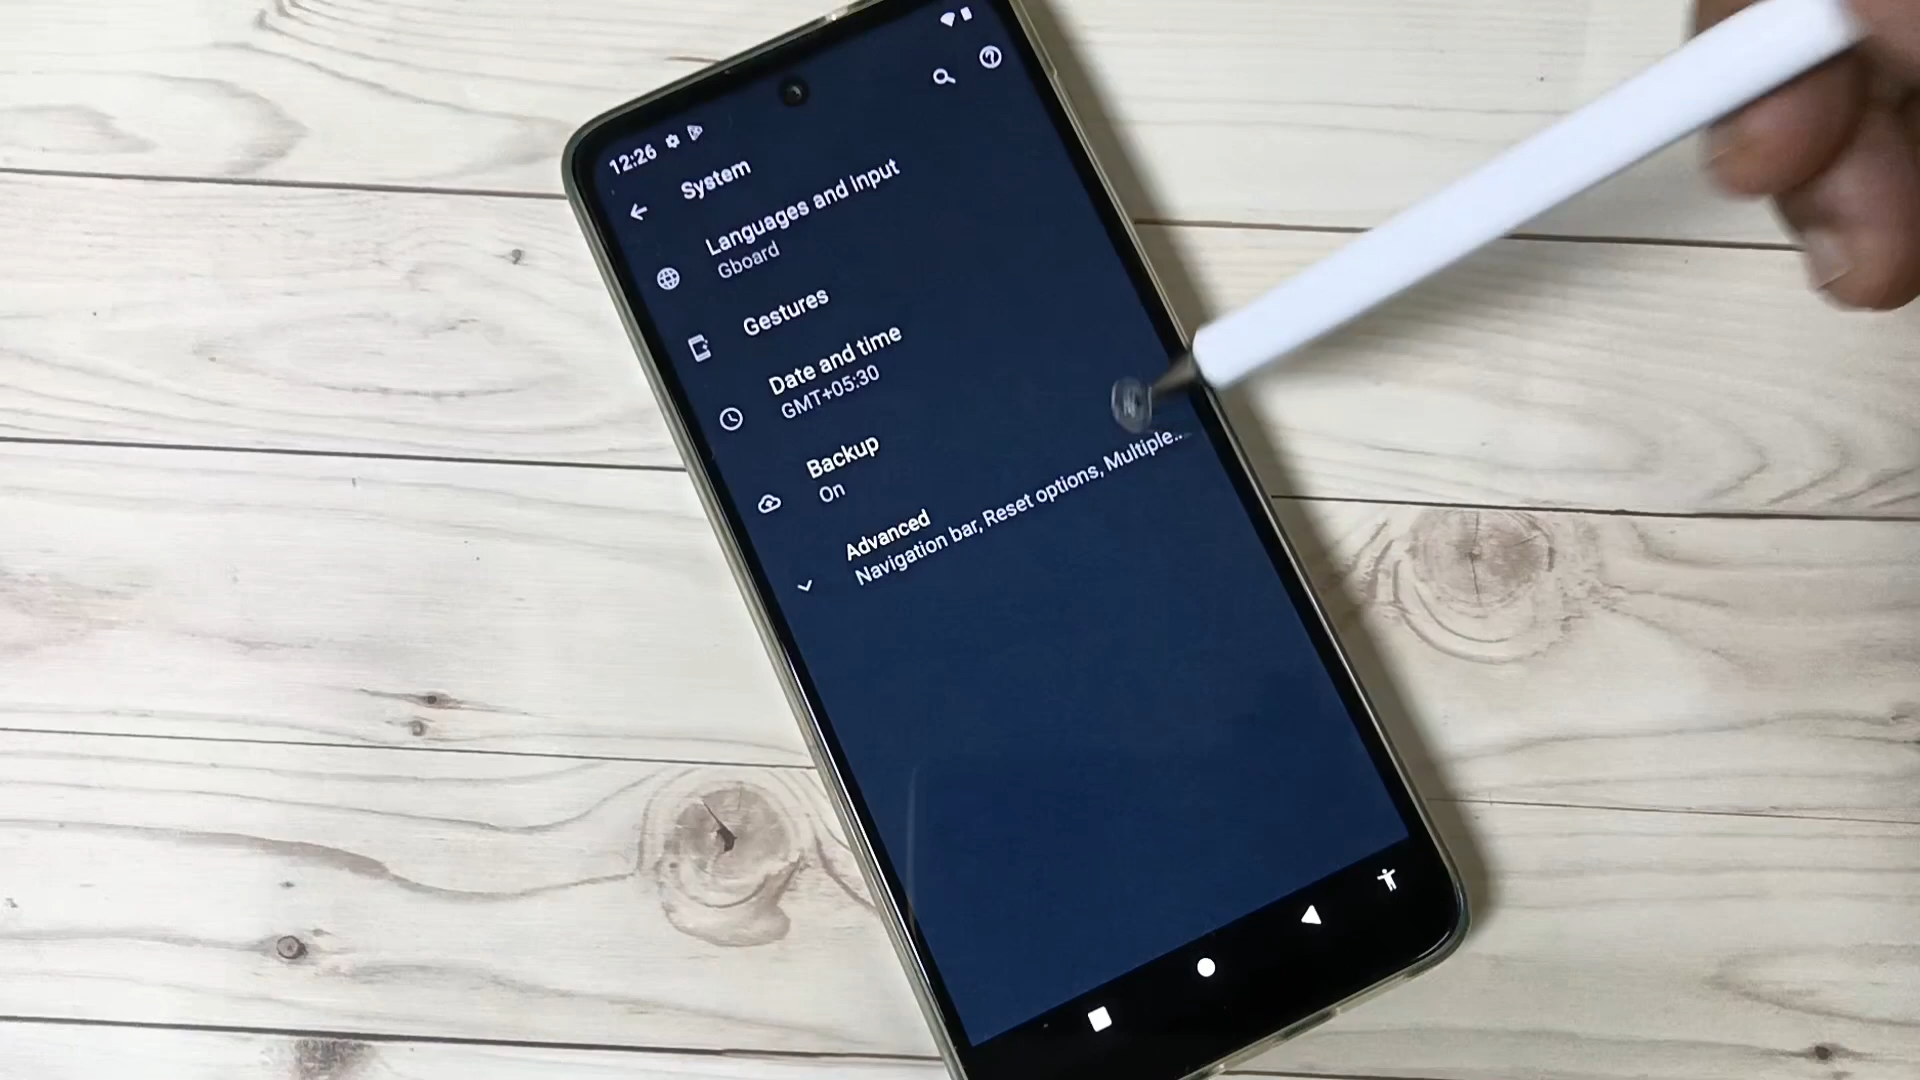 12:26
System
Languages and input
Gboard
Gestures
Date and time
GMT+05:30
Backup
On
Advanced
Navigation bar, Reset options, Multiple...